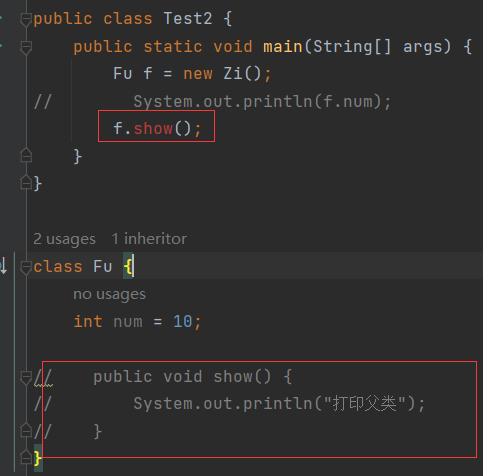 public class Test2 {
    public static void main(String[] args) {
        Fu f = new Zi();
//        System.out.println(f.num);
        f.show();
    }
}
2 usages   1 inheritor
class Fu {
    no usages
    int num = 10;
//    public void show() {
//        System.out.println("打印父类");
//    }
}